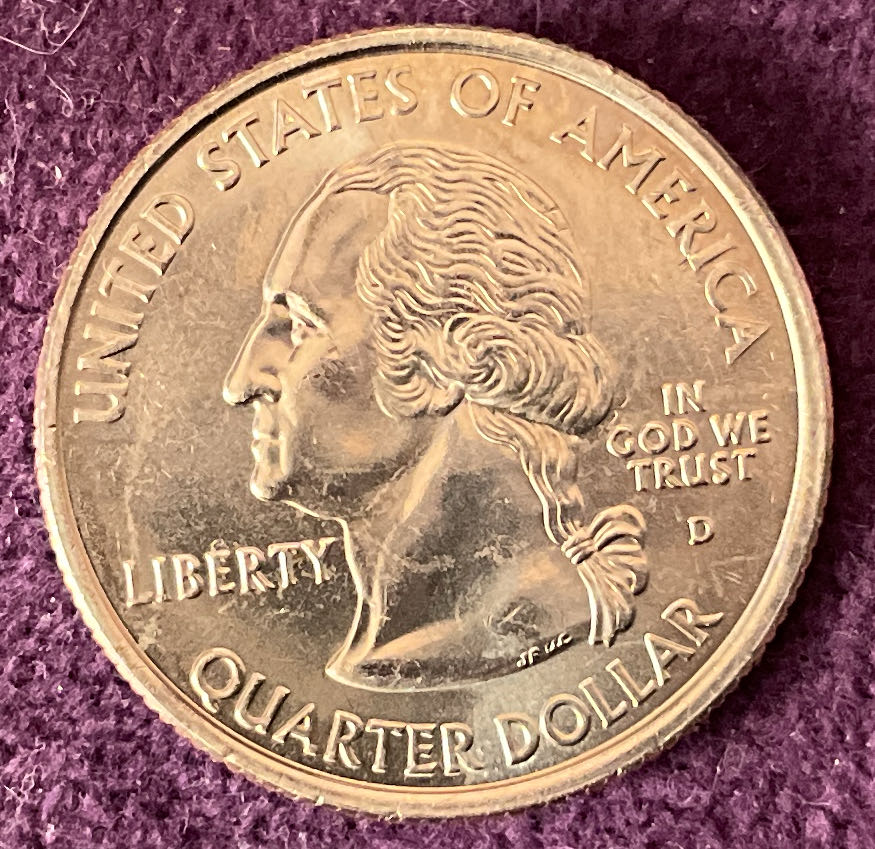 UNITED STATES OF AMERICA
IN
GOD WE
TRUST
D
LIBERTY
QUARTER DOLLAR